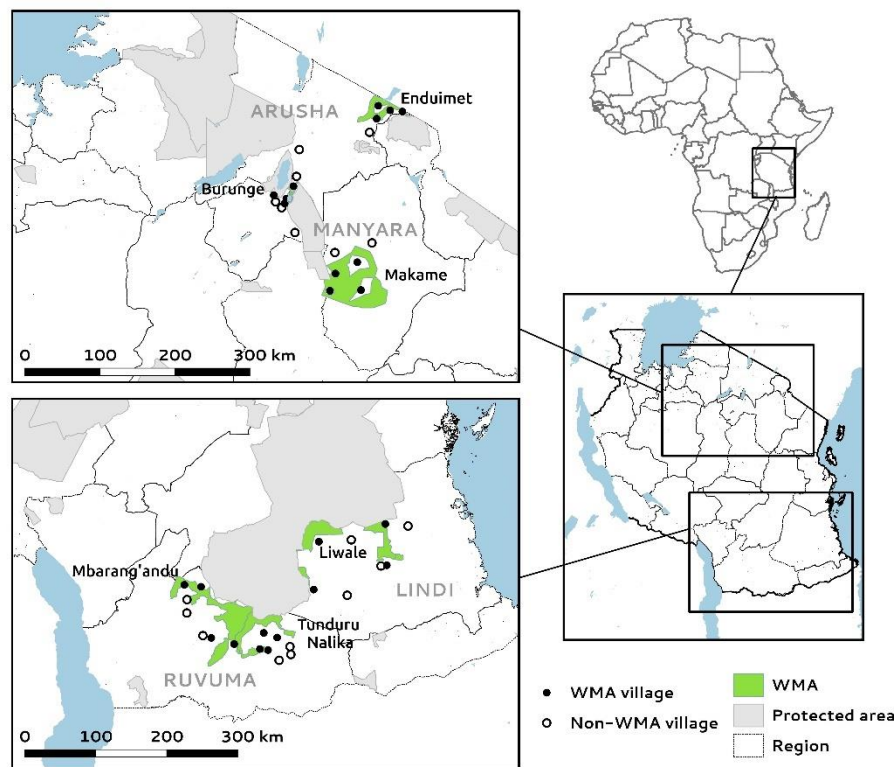 ARUSHA
Enduimet
Burunge
MANYARA
Makame
0 100 200 300 km
Mbarang'andu
Liwale
LINDI
Tunduru
Nalika
RUVUMA
0 100 200 300 km
WMA village
Non-WMA village
WMA
Protected area
Region